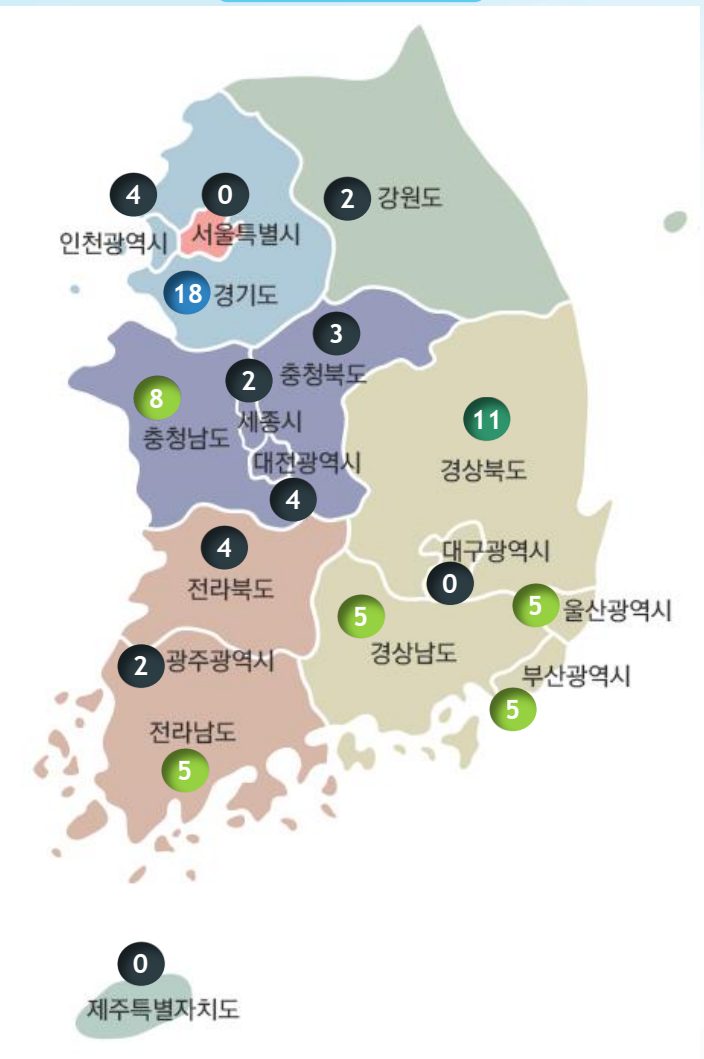 4
0
2 강원도
인천광역시
서울특별시
18 경기도
3
충청북도
2
세종시
8
충청남도
대전광역시
4
11
경상북도
4
전라북도
대구광역시
0
5
경상남도
5 울산광역시
2 광주광역시
부산광역시
5
전라남도
5
0
제주특별자치도